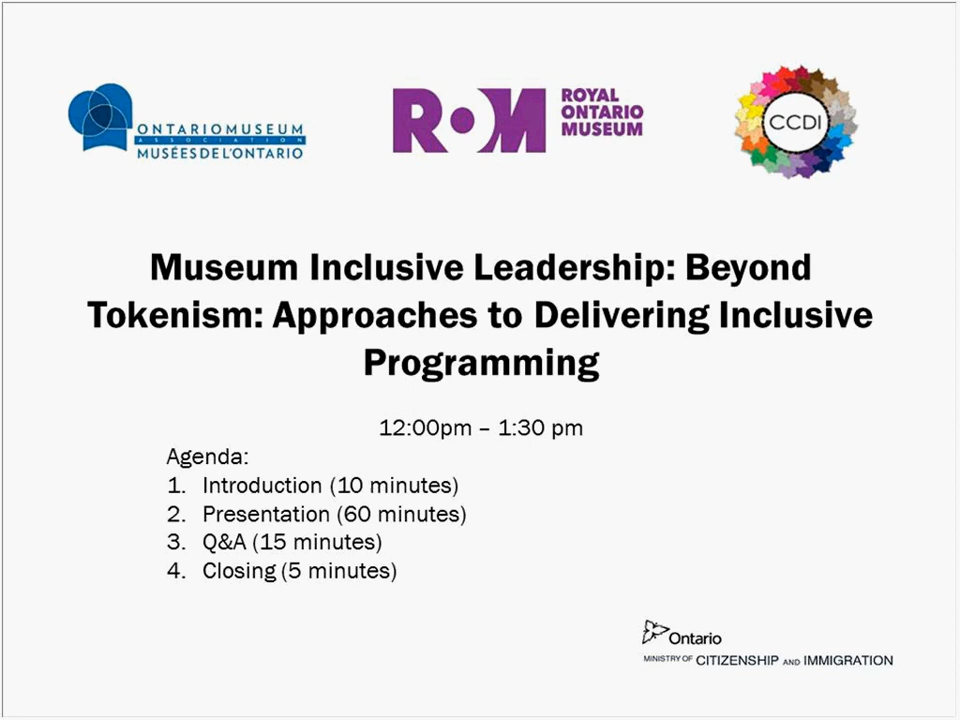 ONTARIOMUSEUM
ASSOCIATION
MUSÉESDEL'ONTARIO
ROM
ROYAL
ONTARIO
MUSEUM
CCDI
Museum Inclusive Leadership: Beyond
Tokenism: Approaches to Delivering Inclusive
Programming
12:00pm – 1:30 pm
Agenda:
1. Introduction (10 minutes)
2. Presentation (60 minutes)
3. Q&A (15 minutes)
4. Closing (5 minutes)
Ontario
MINISTRY OF CITIZENSHIP AND IMMIGRATION